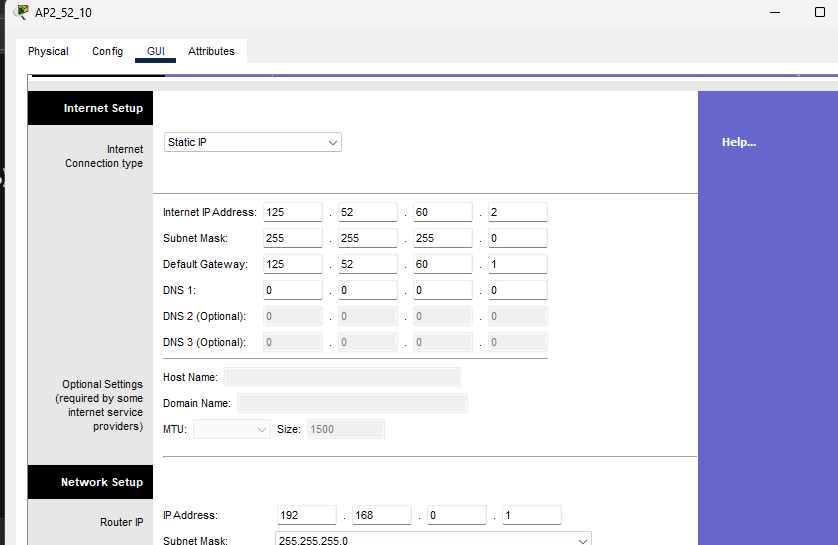 AP2_52_10
Physical Config GUI Attributes
Internet Setup
Internet
Connection type
Static IP
Help...
Internet IP Address: 125 . 52 . 60 . 2
Subnet Mask: 255 . 255 . 255 . 0
Default Gateway: 125 . 52 . 60 . 1
DNS 1: 0 . 0 . 0 . 0
DNS 2 (Optional): 0 . 0 . 0 . 0
DNS 3 (Optional): 0 . 0 . 0 . 0
Optional Settings
(required by some
internet service
providers)
Host Name:
Domain Name:
MTU: Size: 1500
Network Setup
Router IP
IP Address: 192 . 168 . 0 . 1
Subnet Mask: 255.255.255.0